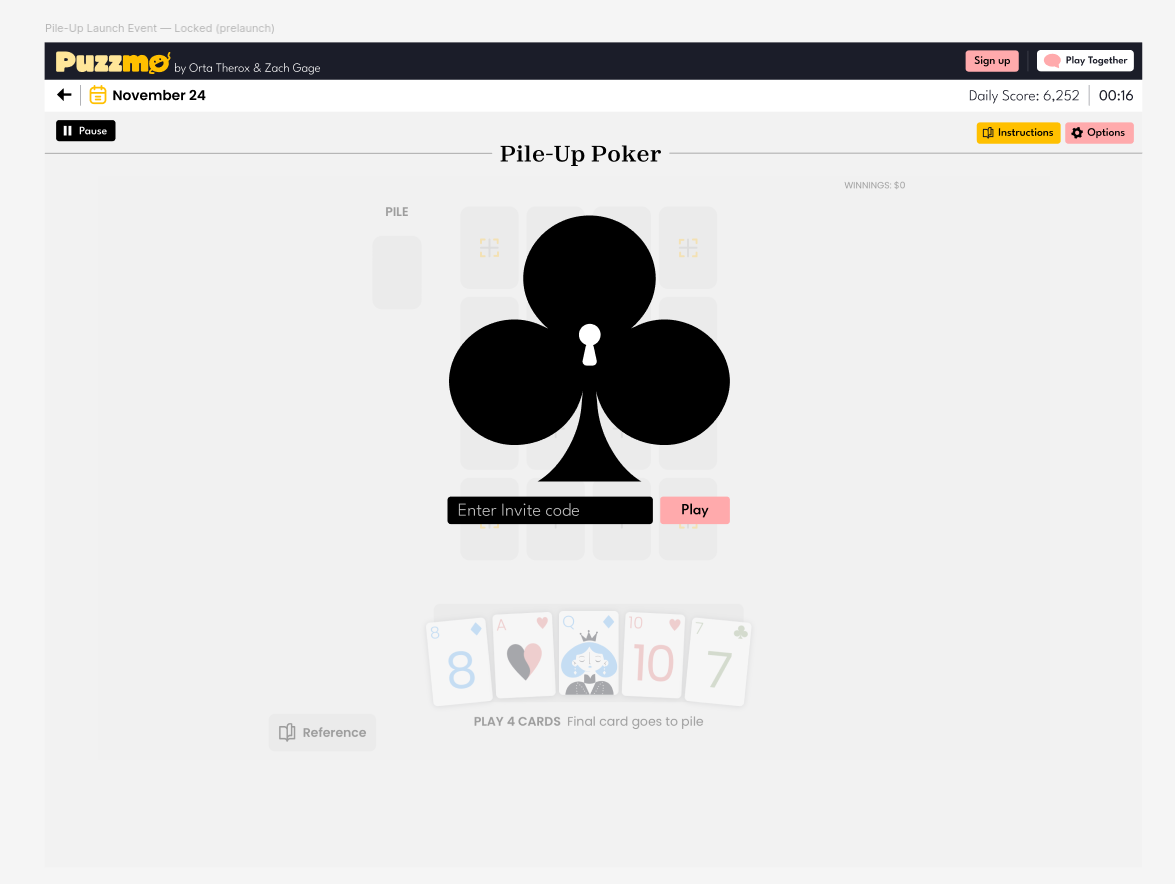 Pile-Up Launch Event — Locked (prelaunch)
Puzzmo by Orta Therox & Zach Gage
Sign up
Play Together
November 24
Daily Score: 6,252
00:16
Pause
Instructions
Options
Pile-Up Poker
WINNINGS: $0
PILE
Enter Invite code
Play
8 A Q 10 7
8 10 7
PLAY 4 CARDS Final card goes to pile
Reference